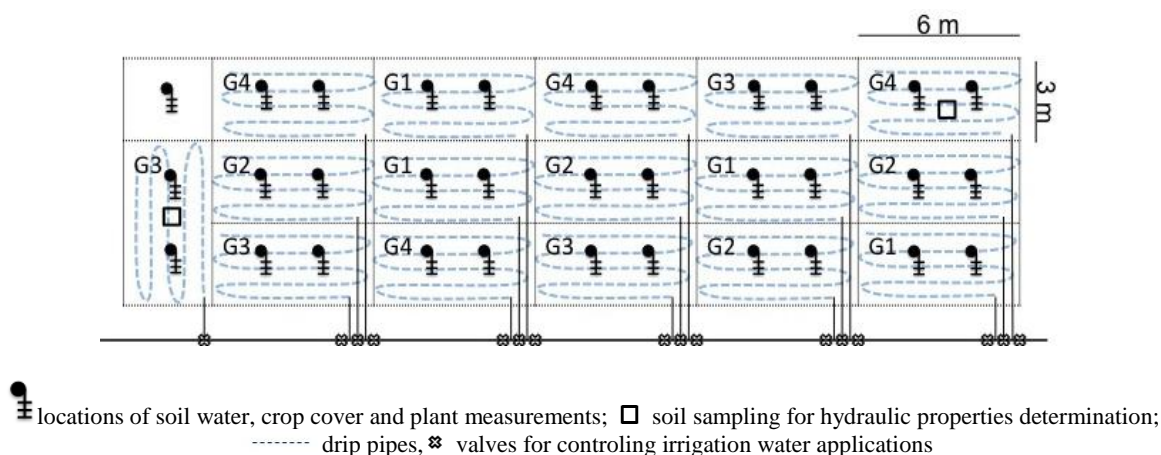 6 m
G4 G1 G4 G3 G4
3 m
G3 G2 G1 G2 G1 G2
G3 G4 G3 G2 G1
locations of soil water, crop cover and plant measurements; soil sampling for hydraulic properties determination;
drip pipes, valves for controling irrigation water applications